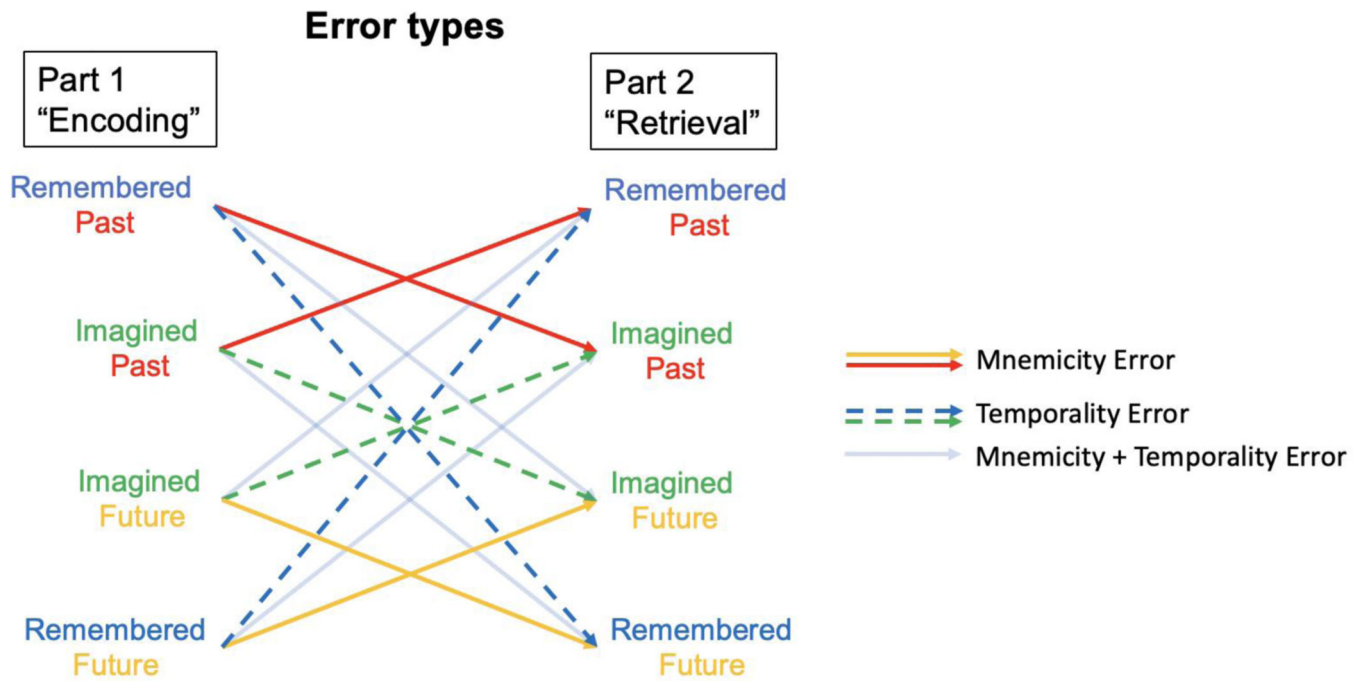 Error types
Part 1
“Encoding”
Remembered
Past
Imagined
Past
Imagined
Future
Remembered
Future
Part 2
“Retrieval”
Remembered
Past
Imagined
Past
Imagined
Future
Remembered
Future
Mnemicity Error
Temporality Error
Mnemicity + Temporality Error